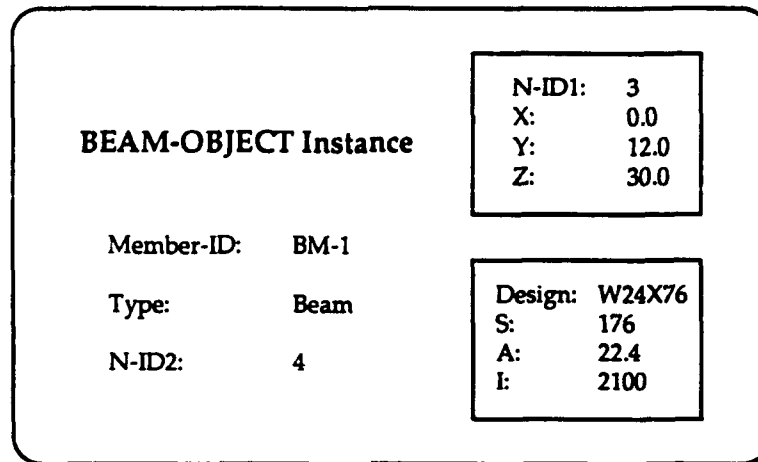 BEAM-OBJECT Instance
Member-ID: BM-1
Type: Beam
N-ID2: 4
N-ID1: 3
X: 0.0
Y: 12.0
Z: 30.0
Design: W24X76
S: 176
A: 22.4
I: 2100